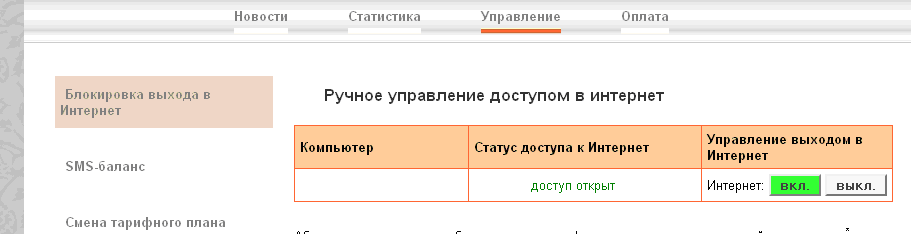 Новости Статистика Управление Оплата
Блокировка выхода в
Интернет
SMS-баланс
Смена тарифного плана
Ручное управление доступом в интернет
Компьютер Статус доступа к Интернет Управление выходом в
Интернет
доступ открыт Интернет: вкл. выкл.